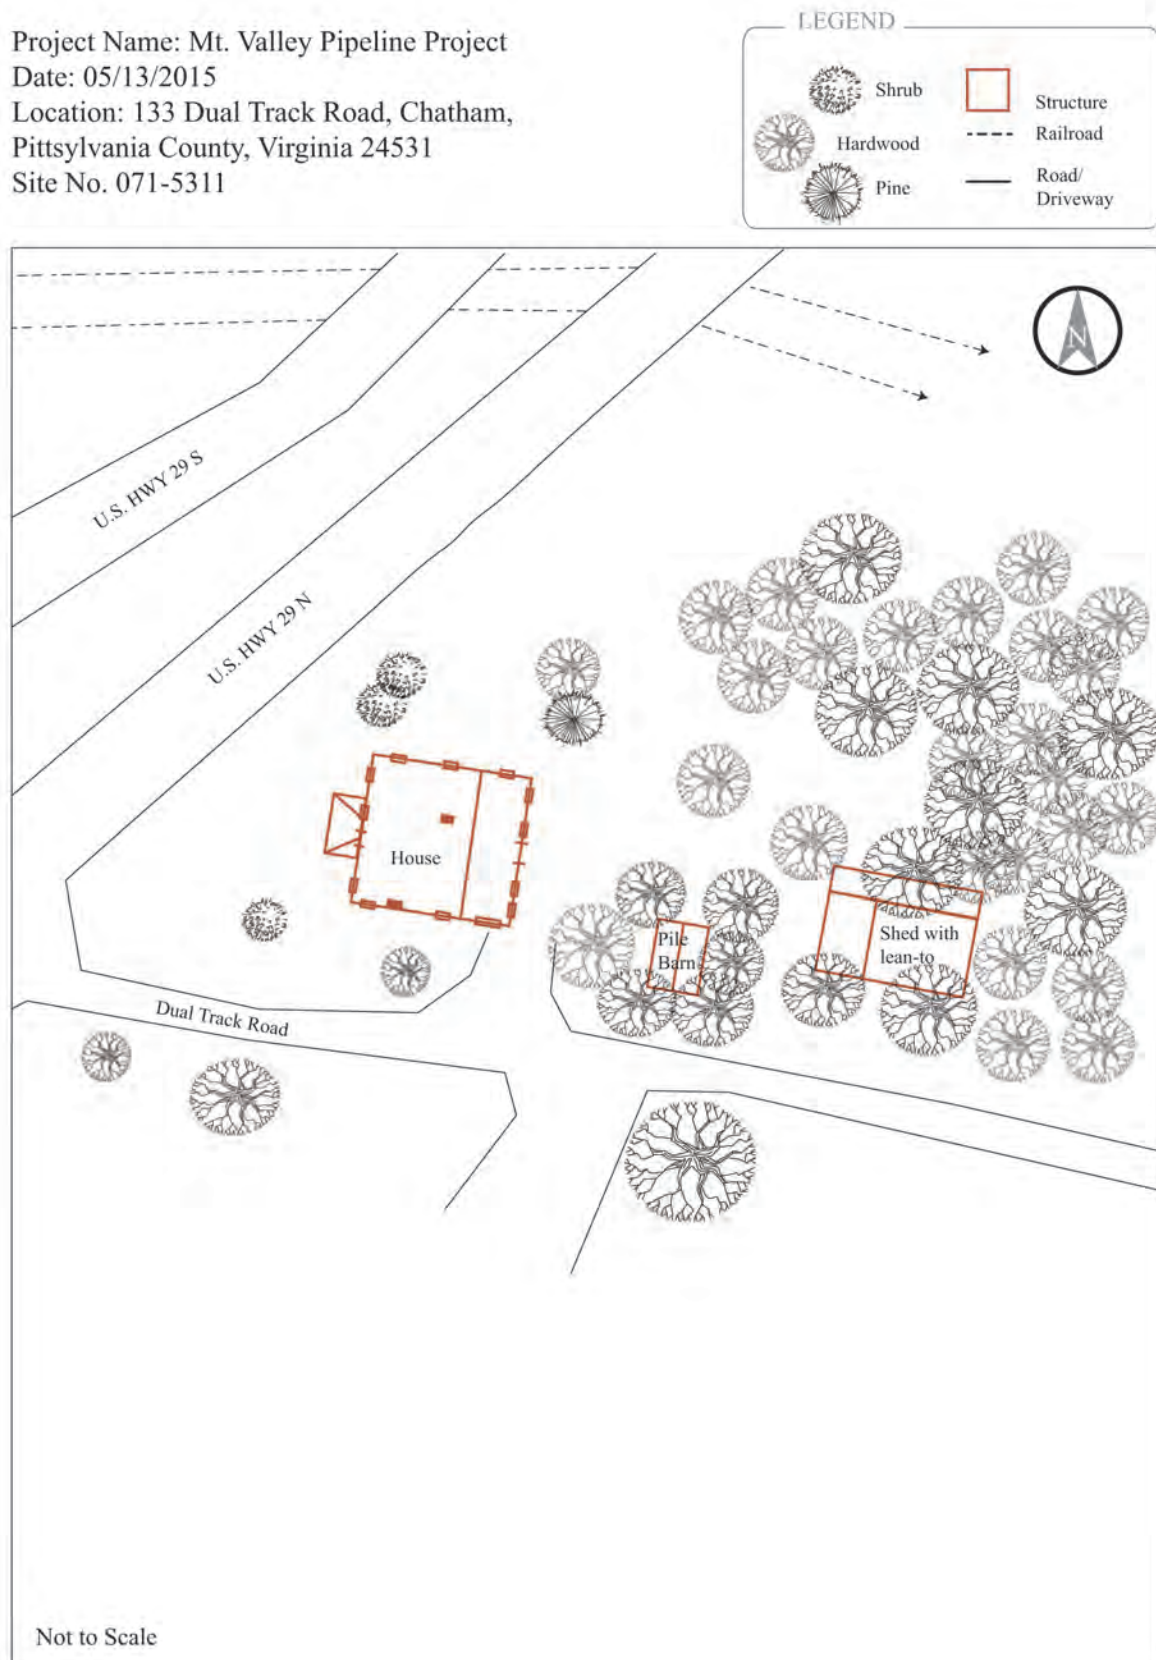 Project Name: Mt. Valley Pipeline Project
Date: 05/13/2015
Location: 133 Dual Track Road, Chatham,
Pittsylvania County, Virginia 24531
Site No. 071-5311
LEGEND
Shrub
Hardwood
Pine
Structure
Railroad
Road/
Driveway
N
U.S. HWY 29 S
U.S. HWY 29 N
House
Pile
Barn
Shed with
lean-to
Dual Track Road
Not to Scale